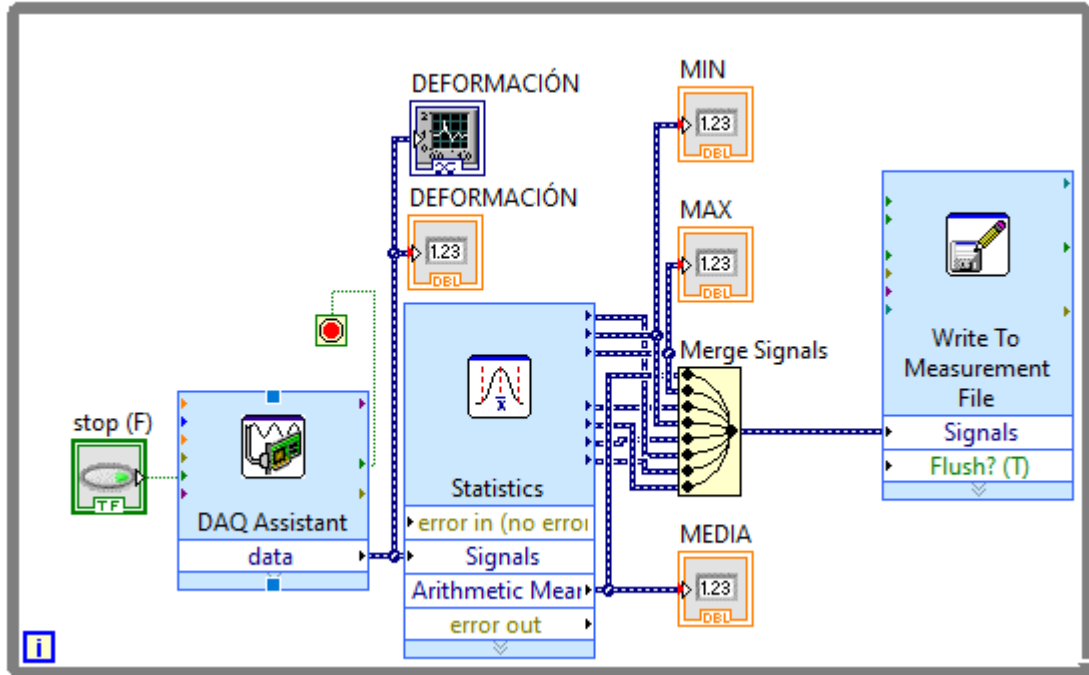 DEFORMACIÓN
DEFORMACIÓN
1.23
DBL
MIN
1.23
DBL
MAX
1.23
DBL
stop (F)
TF
DAQ Assistant
data
Statistics
error in (no error
Signals
Arithmetic Mear
error out
Merge Signals
MEDIA
1.23
DBL
Write To
Measurement
File
Signals
Flush? (T)
i